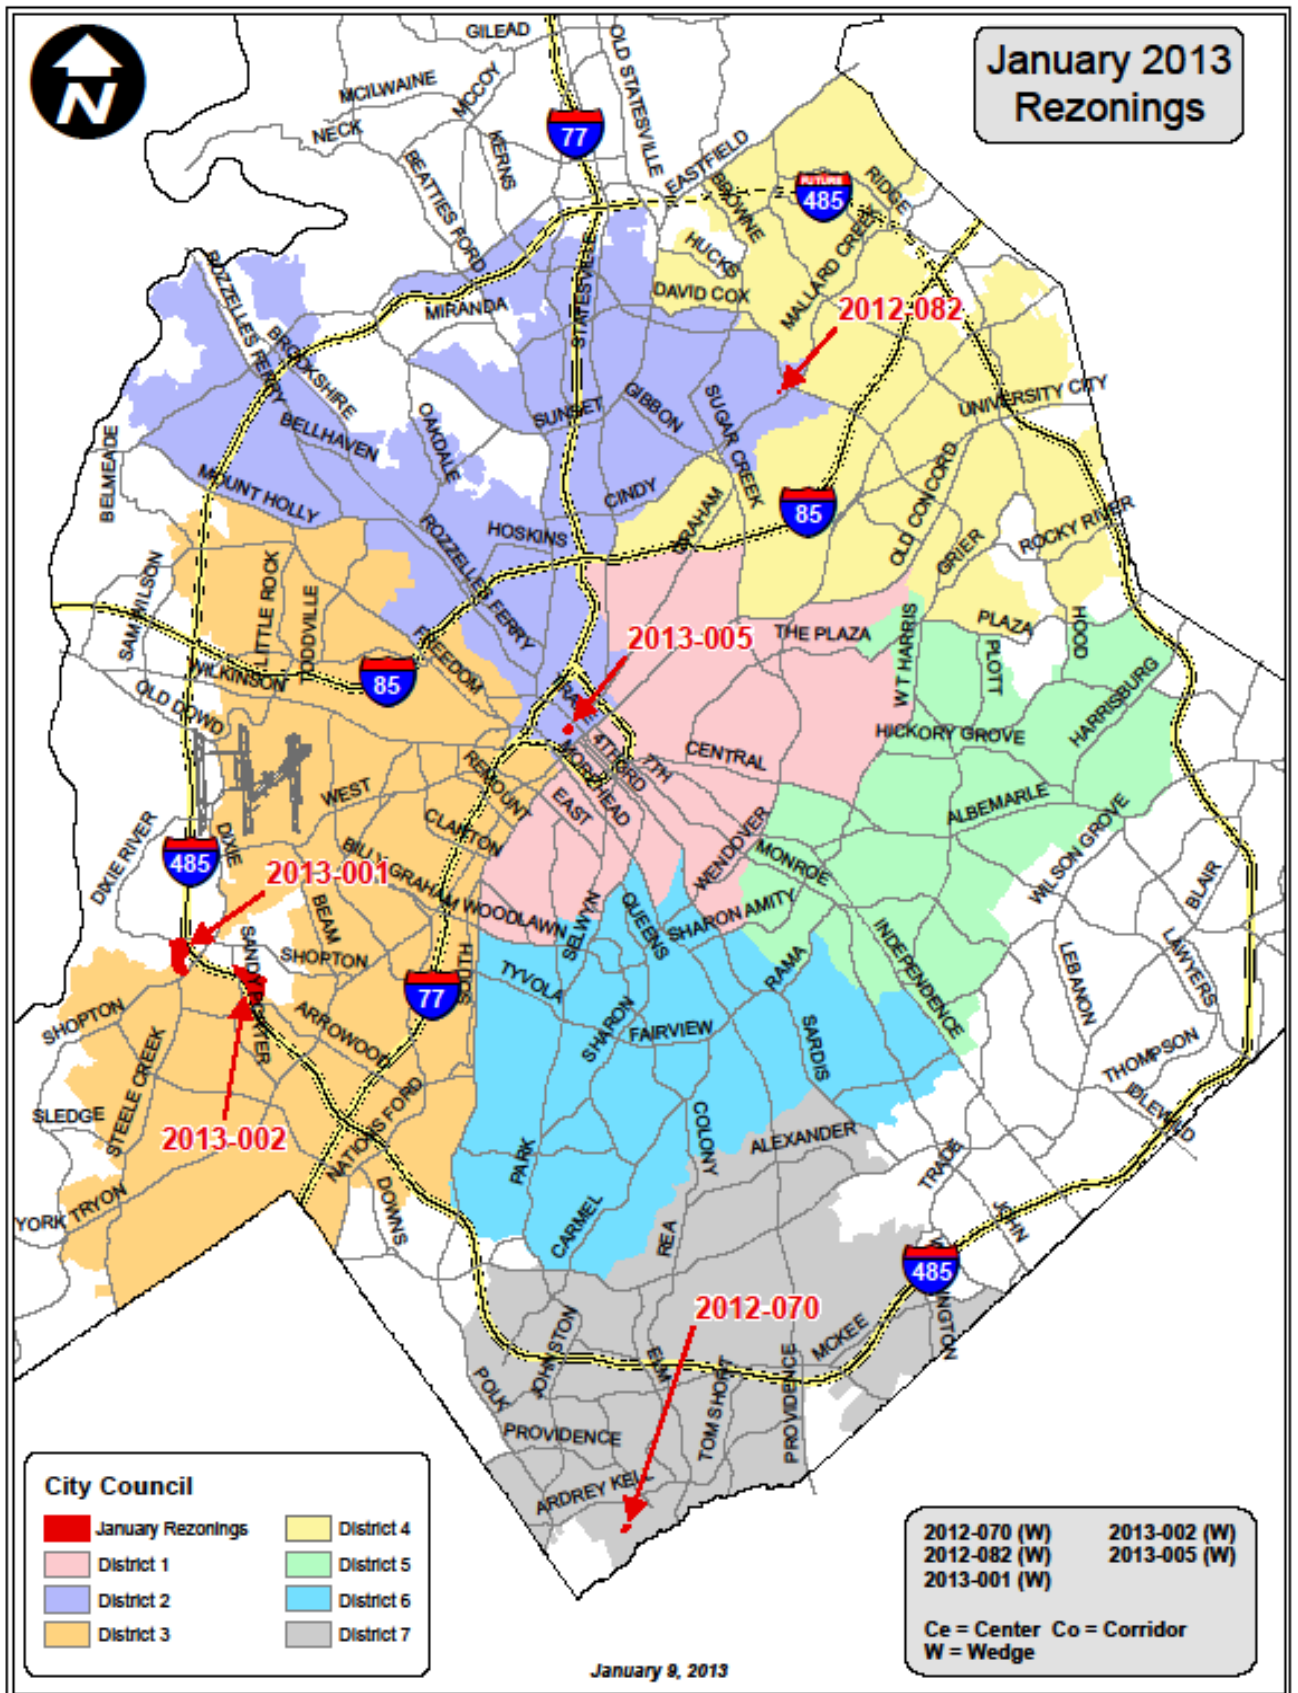 January 2013
Rezonings
N
GILEAD
OLD STATESVILLE
MCILWAINE
MCCOY
NECK
KERNS
77
BEATTIES FORD
EASTFIELD
BROWNE
FUTURE
485
RIDGE
HUCKS
MALLARD CREEK
DAVID COX
STATESVILLE
ROZZELLES FERRY
MIRANDA
2012-082
BROOKSHIRE
BELLHAVEN
OAKDALE
SUNSET
GIBBON
SUGAR CREEK
UNIVERSITY CITY
BELMEADE
MOUNT HOLLY
CINDY
GRAHAM
85
OLD CONCORD
ROCKY RIVER
GRIER
HOSKINS
ROZZELLES FERRY
SAM WILSON
LITTLE ROCK
TODDVILLE
FREEDOM
2013-005
THE PLAZA
WT HARRIS
PLAZA
PLOTT
HOOD
WILKINSON
85
OLD DOWD
HARRISBURG
HICKORY GROVE
4THFORD
7TH
CENTRAL
MOREHEAD
REMOUNT
WEST
EAST
CLANTON
ALBEMARLE
WILSON GROVE
DIXIE RIVER
485
DIXIE
BILLY GRAHAM
WOODLAWN
WENDOVER
MONROE
BLAIR
2013-001
BEAM
SELWYN
QUEENS
SHARON AMITY
INDEPENDENCE
LAWYERS
LEBANON
SHOPTON
SANDY PORTER
SOUTH
77
TYVOLA
RAMA
SHOPTON
ARROWOOD
SHARON
FAIRVIEW
SARDIS
THOMPSON
IDLEWILD
SLEDGE
STEELE CREEK
2013-002
NATIONS FORD
COLONY
ALEXANDER
PARK
TRADE
YORK
TRYON
DOWNS
CARMEL
REA
JOHN
485
2012-070
JOHNSTON
ELM
MCKEE
POLK
TOM SHORT
PROVIDENCE
PROVIDENCE
ARDREY KELL
City Council
January Rezonings
District 1
District 2
District 3
District 4
District 5
District 6
District 7
January 9, 2013
2012-070 (W)
2012-082 (W)
2013-001 (W)
2013-002 (W)
2013-005 (W)
Ce = Center Co = Corridor
W = Wedge